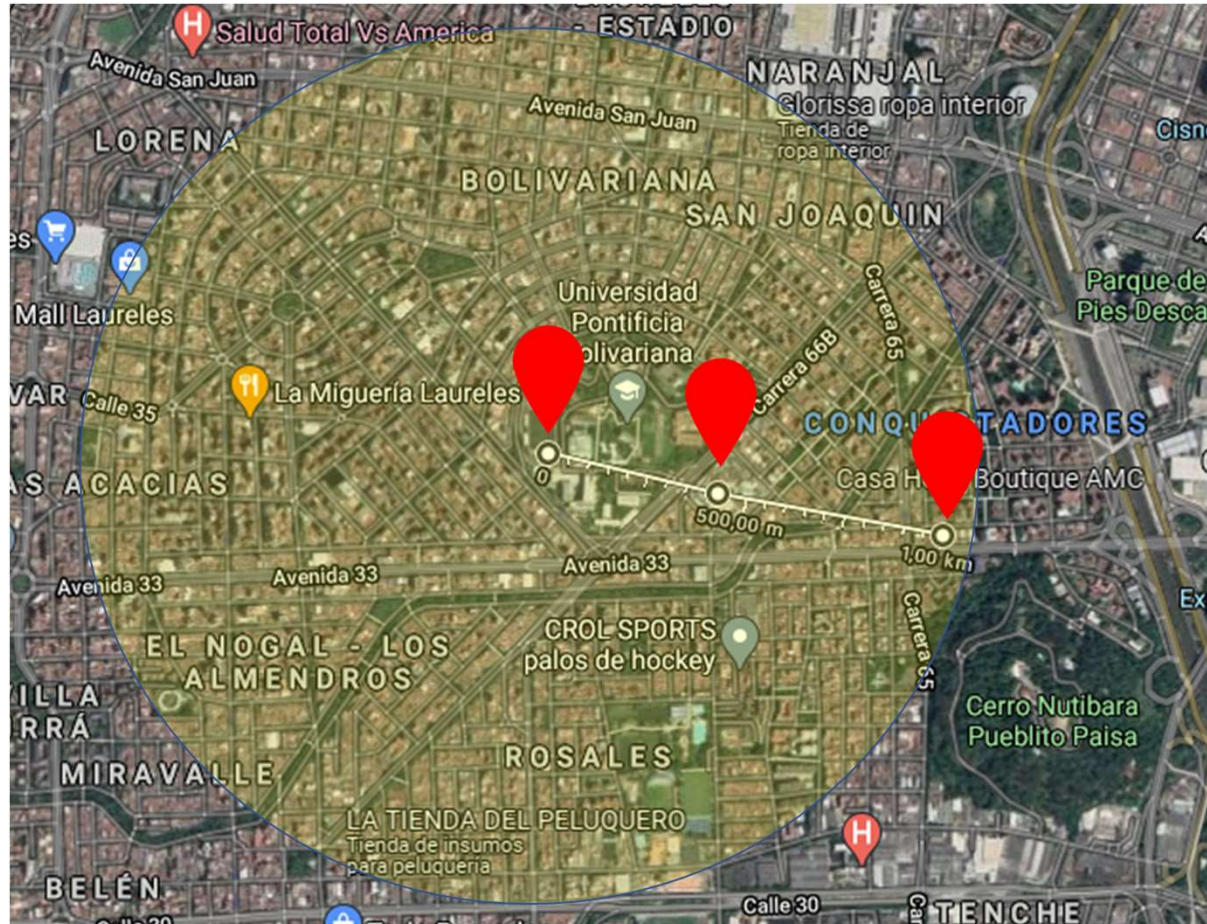 - ESTADIO
Salud Total Vs America
Avenida San Juan
NARANJAL
Glorissa ropa interior
Tienda de
ropa interior
Avenida San Juan
LORENA
BOLIVARIANA
SAN JOAQUIN
Parque de
Pies Desca
Mall Laureles
Universidad
Pontificia
olivariana
Carrera 65
Carrera 66B
VAR
Calle 35
La Miguería Laureles
CONQU TADORES
AS ACACIAS
Casa H Boutique AMC
0
500,00 m
1,00 km
Avenida 33
Avenida 33
Avenida 33
Ex
CROL SPORTS
palos de hockey
Carrera 65
EL NOGAL - LOS
ALMENDROS
Cerro Nutibara
Pueblito Paisa
ROSALES
MIRAVALLE
LA TIENDA DEL PELUQUERO
Tienda de insumos
para peluquería
BELÉN
Calle 30
TENCHE